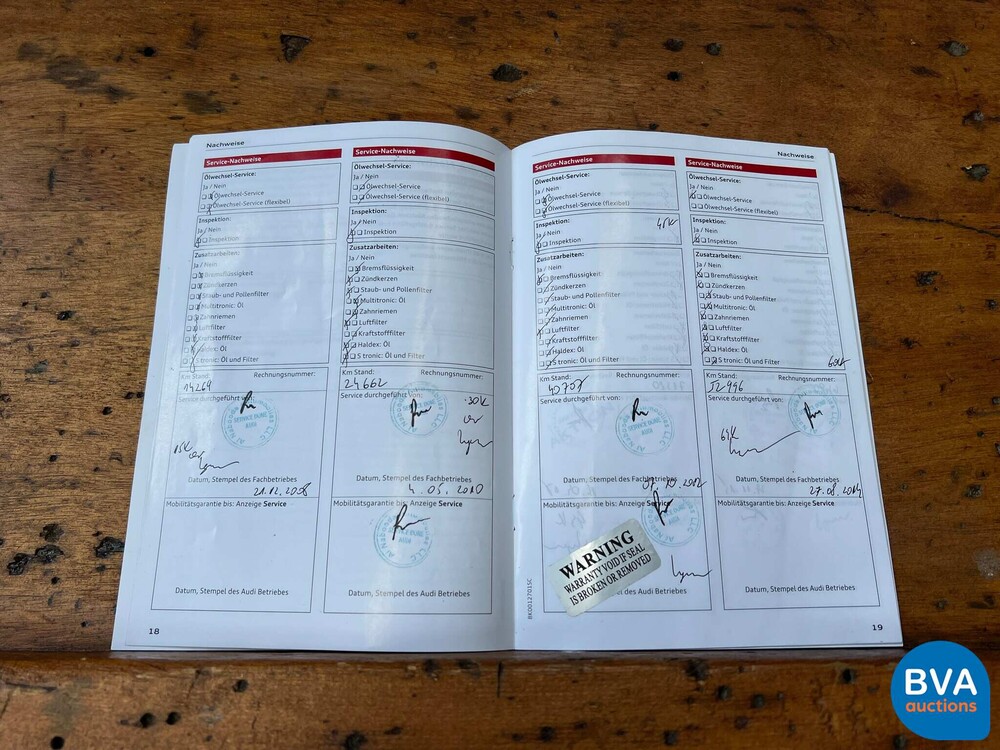 Nachweise
Service-Nachweise
Ölwechsel-Service:
Ja / Nein
Ölwechsel-Service
Ölwechsel-Service (flexibel)
Inspektion:
Ja / Nein
Inspektion
Zusatzarbeiten:
Ja / Nein
Bremsflüssigkeit
Zündkerzen
Staub- und Pollenfilter
Multitronic: Öl
Zahnriemen
Luftfilter
Kraftstofffilter
Haldex: Öl
S tronic: Öl und Filter
Km Stand: Rechnungsnummer:
14269
Service durchgeführt von:
15K
Datum, Stempel des Fachbetriebes
21.12.2008
Mobilitätsgarantie bis: Anzeige Service
Datum, Stempel des Audi Betriebes
18
Service-Nachweise
Ölwechsel-Service:
Ja / Nein
Ölwechsel-Service
Ölwechsel-Service (flexibel)
Inspektion:
Ja / Nein
Inspektion
Zusatzarbeiten:
Ja / Nein
Bremsflüssigkeit
Zündkerzen
Staub- und Pollenfilter
Multitronic: Öl
Zahnriemen
Luftfilter
Kraftstofffilter
Haldex: Öl
S tronic: Öl und Filter
Km Stand: Rechnungsnummer:
24662
Service durchgeführt von:
30K
Datum, Stempel des Fachbetriebes
4.05.2010
Mobilitätsgarantie bis: Anzeige Service
Datum, Stempel des Audi Betriebes
Nachweise
Service-Nachweise
Ölwechsel-Service:
Ja / Nein
Ölwechsel-Service
Ölwechsel-Service (flexibel)
Inspektion:
45K
Ja / Nein
Inspektion
Zusatzarbeiten:
Ja / Nein
Bremsflüssigkeit
Zündkerzen
Staub- und Pollenfilter
Multitronic: Öl
Zahnriemen
Luftfilter
Kraftstofffilter
Haldex: Öl
S tronic: Öl und Filter
Km Stand: Rechnungsnummer:
40707
Service durchgeführt von:
Datum, Stempel des Fachbetriebes
Mobilitätsgarantie bis: Anzeige Service
WARNING
WARRANTY VOID IF SEAL
IS BROKEN OR REMOVED
Datum, Stempel des Audi Betriebes
8K0012701SC
Service-Nachweise
Ölwechsel-Service:
Ja / Nein
Ölwechsel-Service
Ölwechsel-Service (flexibel)
Inspektion:
Ja / Nein
Inspektion
Zusatzarbeiten:
Ja / Nein
Bremsflüssigkeit
Zündkerzen
Staub- und Pollenfilter
Multitronic: Öl
Zahnriemen
Luftfilter
Kraftstofffilter
Haldex: Öl
S tronic: Öl und Filter
Km Stand: Rechnungsnummer:
52996
Service durchgeführt von:
Datum, Stempel des Fachbetriebes
27.08.2014
Mobilitätsgarantie bis: Anzeige Service
Datum, Stempel des Audi Betriebes
19
BVA
auctions